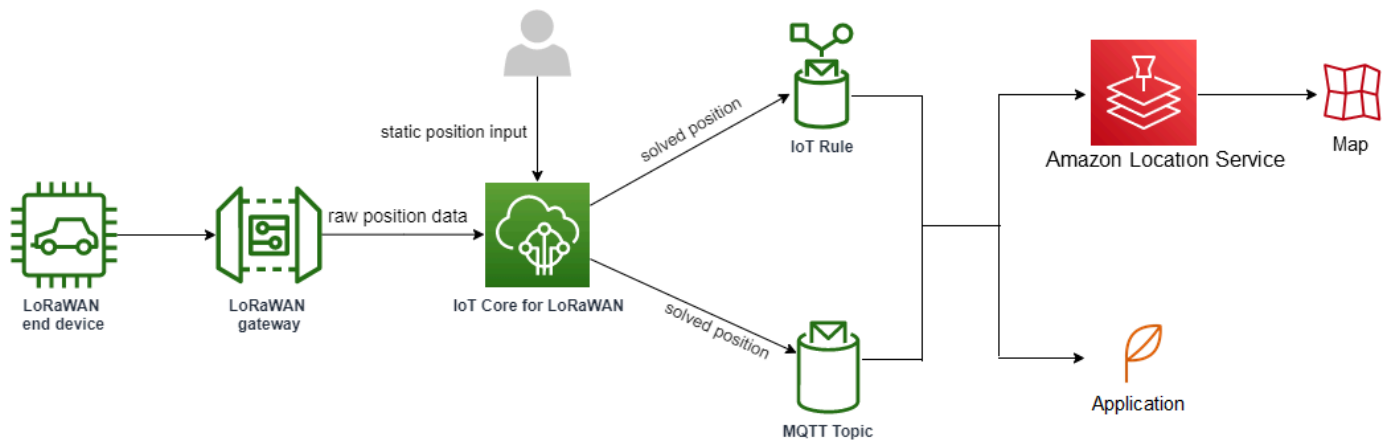 static position input
solved position
IoT Rule
Amazon Location Service
Map
raw position data
LoRaWAN
end device
LoRaWAN
gateway
IoT Core for LoRaWAN
solved position
MQTT Topic
Application